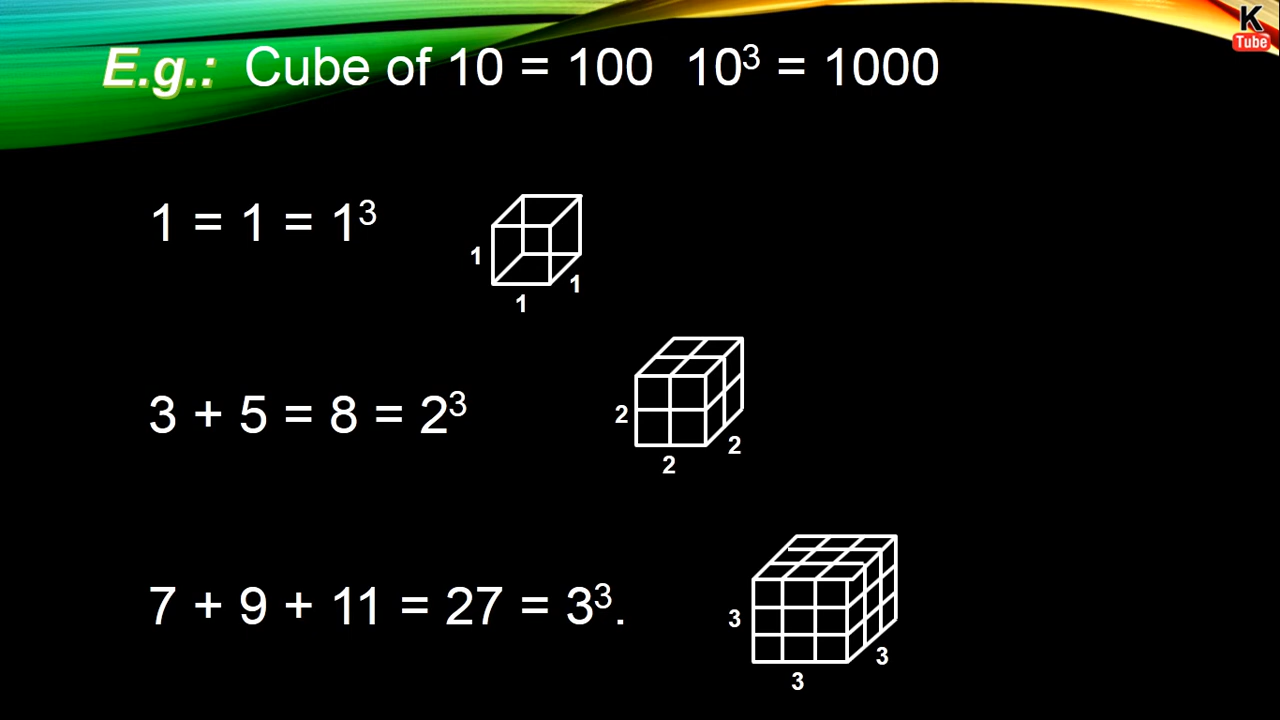 K
Tube
E.g.: Cube of 10 = 100 10³ = 1000
1 = 1 = 1³
1
1
1
3 + 5 = 8 = 2³
2
2
2
7 + 9 + 11 = 27 = 3³.
3
3
3